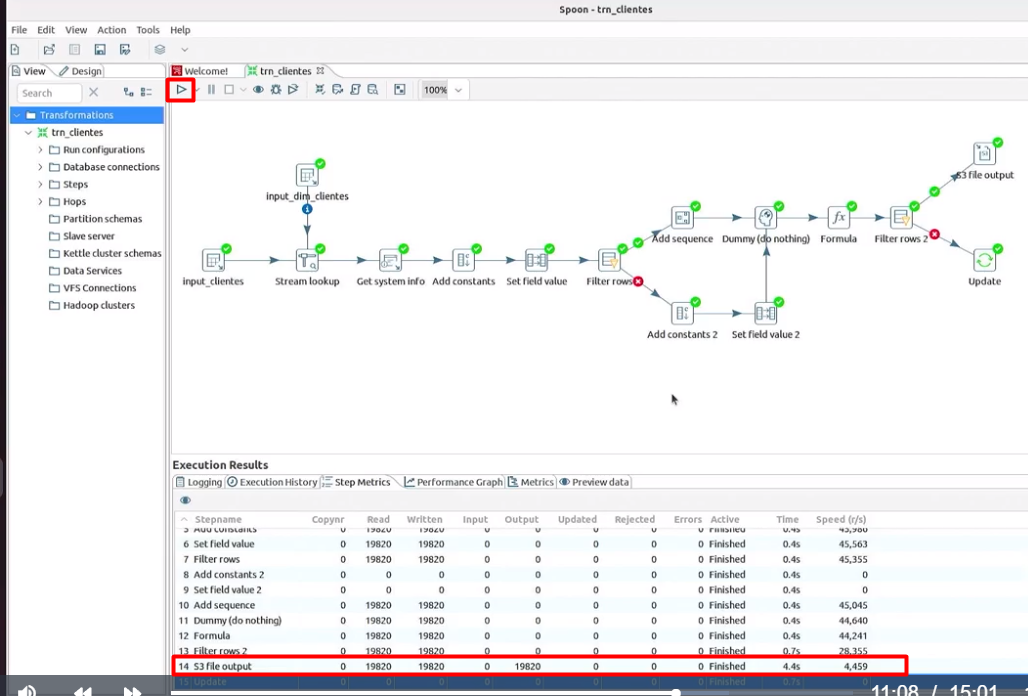 Spoon - trn_clientes
File Edit View Action Tools Help
View Design
Welcome! trn_clientes
Search
100%
Transformations
trn_clientes
Run configurations
Database connections
Steps
Hops
Partition schemas
Slave server
Kettle cluster schemas
Data Services
VFS Connections
Hadoop clusters
S3 file output
input_dim_clientes
Add sequence Dummy (do nothing) Formula Filter rows 2
input_clientes Stream lookup Get system info Add constants Set field value Filter rows Update
Add constants 2 Set field value 2
Execution Results
Logging Execution History Step Metrics Performance Graph Metrics Preview data
Stepname Copynr Read Written Input Output Updated Rejected Errors Active Time Speed (r/s)
5 Add constants 0 19820 19820 0 0 0 0 0 Finished 0.4s 45,980
6 Set field value 0 19820 19820 0 0 0 0 0 Finished 0.4s 45,563
7 Filter rows 0 19820 19820 0 0 0 0 0 Finished 0.4s 45,355
8 Add constants 2 0 0 0 0 0 0 0 0 Finished 0.4s 0
9 Set field value 2 0 0 0 0 0 0 0 0 Finished 0.4s 0
10 Add sequence 0 19820 19820 0 0 0 0 0 Finished 0.4s 45,045
11 Dummy (do nothing) 0 19820 19820 0 0 0 0 0 Finished 0.4s 44,640
12 Formula 0 19820 19820 0 0 0 0 0 Finished 0.4s 44,241
13 Filter rows 2 0 19820 19820 0 0 0 0 0 Finished 0.7s 28,355
14 S3 file output 0 19820 19820 0 19820 0 0 0 Finished 4.4s 4,459
15 Update 0 0 0 0 0 0 0 0 Finished 0.7s 0
11:08 / 15:01